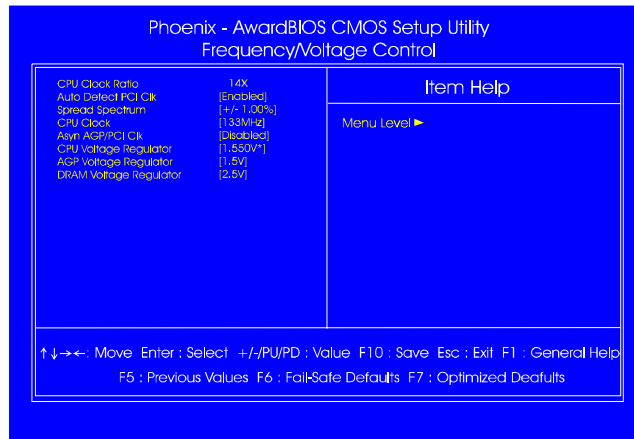 Phoenix - AwardBIOS CMOS Setup Utility
Frequency/Voltage Control
CPU Clock Ratio 14X
Auto Detect PCI Clk [Enabled]
Spread Spectrum [+/- 1.00%]
CPU Clock [133MHz]
Asyn AGP/PCI Clk [Disabled]
CPU Voltage Regulator [1.550V*]
AGP Voltage Regulator [1.5V]
DRAM Voltage Regulator [2.5V]
Item Help
Menu Level ►
↑↓→←: Move Enter : Select +/-/PU/PD : Value F10 : Save Esc : Exit F1 : General Help
F5 : Previous Values F6 : Fail-Safe Defaults F7 : Optimized Deafults